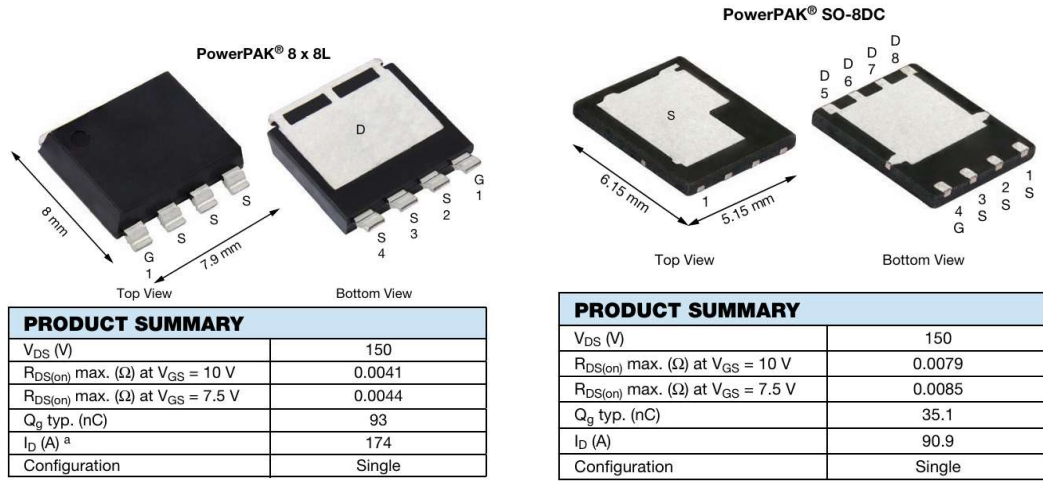 PowerPAK® 8 x 8L
D
8 mm
G
1
S
S
S
7.9 mm
Top View
S
4
S
3
S
2
G
1
Bottom View
PRODUCT SUMMARY
VDS (V) 150
RDS(on) max. (Ω) at VGS = 10 V 0.0041
RDS(on) max. (Ω) at VGS = 7.5 V 0.0044
Qg typ. (nC) 93
ID (A) a 174
Configuration Single
PowerPAK® SO-8DC
S
6.15 mm
1
5.15 mm
Top View
D
5
D
6
D
7
D
8
4
G
3
S
2
S
1
S
Bottom View
PRODUCT SUMMARY
VDS (V) 150
RDS(on) max. (Ω) at VGS = 10 V 0.0079
RDS(on) max. (Ω) at VGS = 7.5 V 0.0085
Qg typ. (nC) 35.1
ID (A) 90.9
Configuration Single